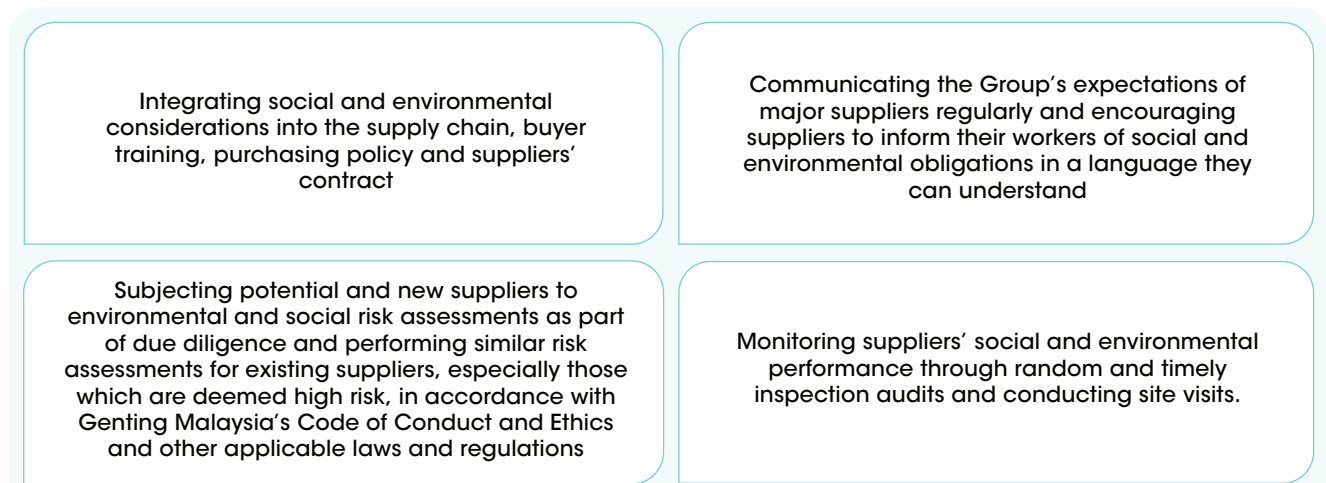 Integrating social and environmental
considerations into the supply chain, buyer
training, purchasing policy and suppliers’
contract
Communicating the Group’s expectations of
major suppliers regularly and encouraging
suppliers to inform their workers of social and
environmental obligations in a language they
can understand
Subjecting potential and new suppliers to
environmental and social risk assessments as part
of due diligence and performing similar risk
assessments for existing suppliers, especially those
which are deemed high risk, in accordance with
Genting Malaysia’s Code of Conduct and Ethics
and other applicable laws and regulations
Monitoring suppliers’ social and environmental
performance through random and timely
inspection audits and conducting site visits.